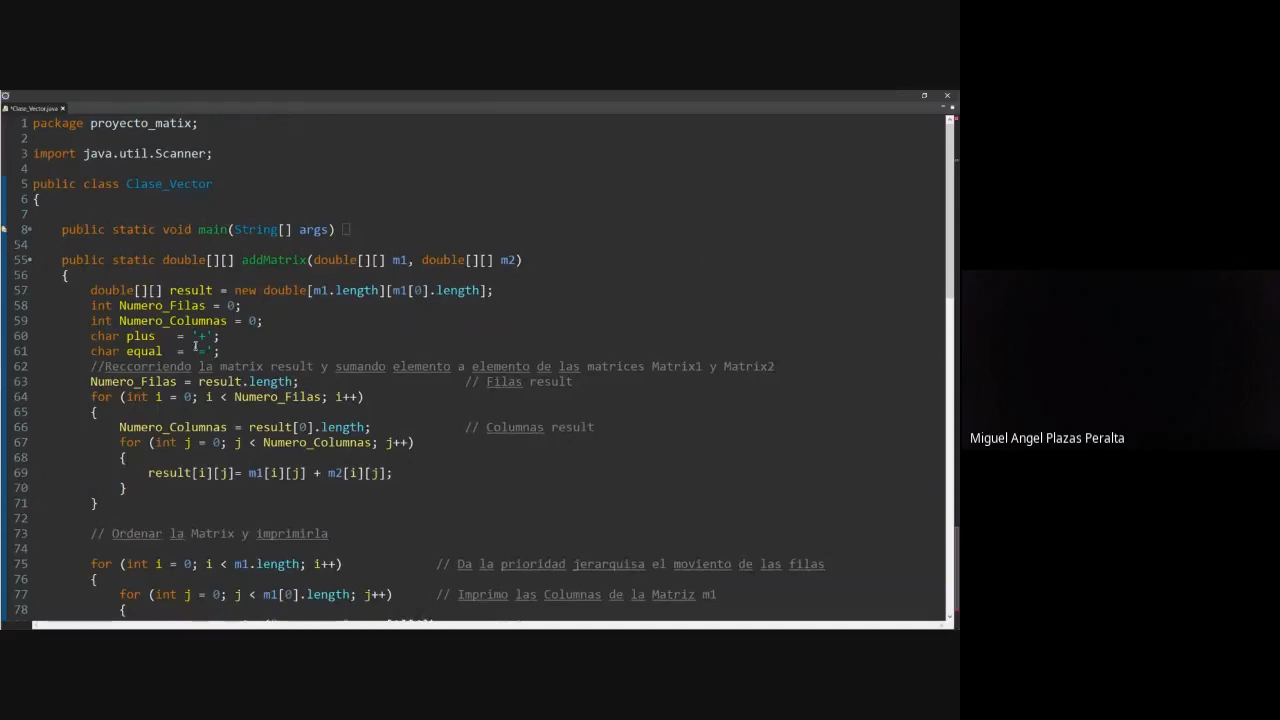 *Clase_Vector.java
1 package proyecto_matix;
2
3 import java.util.Scanner;
4
5 public class Clase_Vector
6 {
7
8 public static void main(String[] args)
54
55 public static double[][] addMatrix(double[][] m1, double[][] m2)
56 {
57 double[][] result = new double[m1.length][m1[0].length];
58 int Numero_Filas = 0;
59 int Numero_Columnas = 0;
60 char plus = '+';
61 char equal = '=';
62 //Reccorriendo la matrix result y sumando elemento a elemento de las matrices Matrix1 y Matrix2
63 Numero_Filas = result.length; // Filas result
64 for (int i = 0; i < Numero_Filas; i++)
65 {
66 Numero_Columnas = result[0].length; // Columnas result
67 for (int j = 0; j < Numero_Columnas; j++)
68 {
69 result[i][j]= m1[i][j] + m2[i][j];
70 }
71 }
72
73 // Ordenar la Matrix y imprimirla
74
75 for (int i = 0; i < m1.length; i++) // Da la prioridad jerarquisa el moviento de las filas
76 {
77 for (int j = 0; j < m1[0].length; j++) // Imprimo las Columnas de la Matriz m1
78 {
Miguel Angel Plazas Peralta